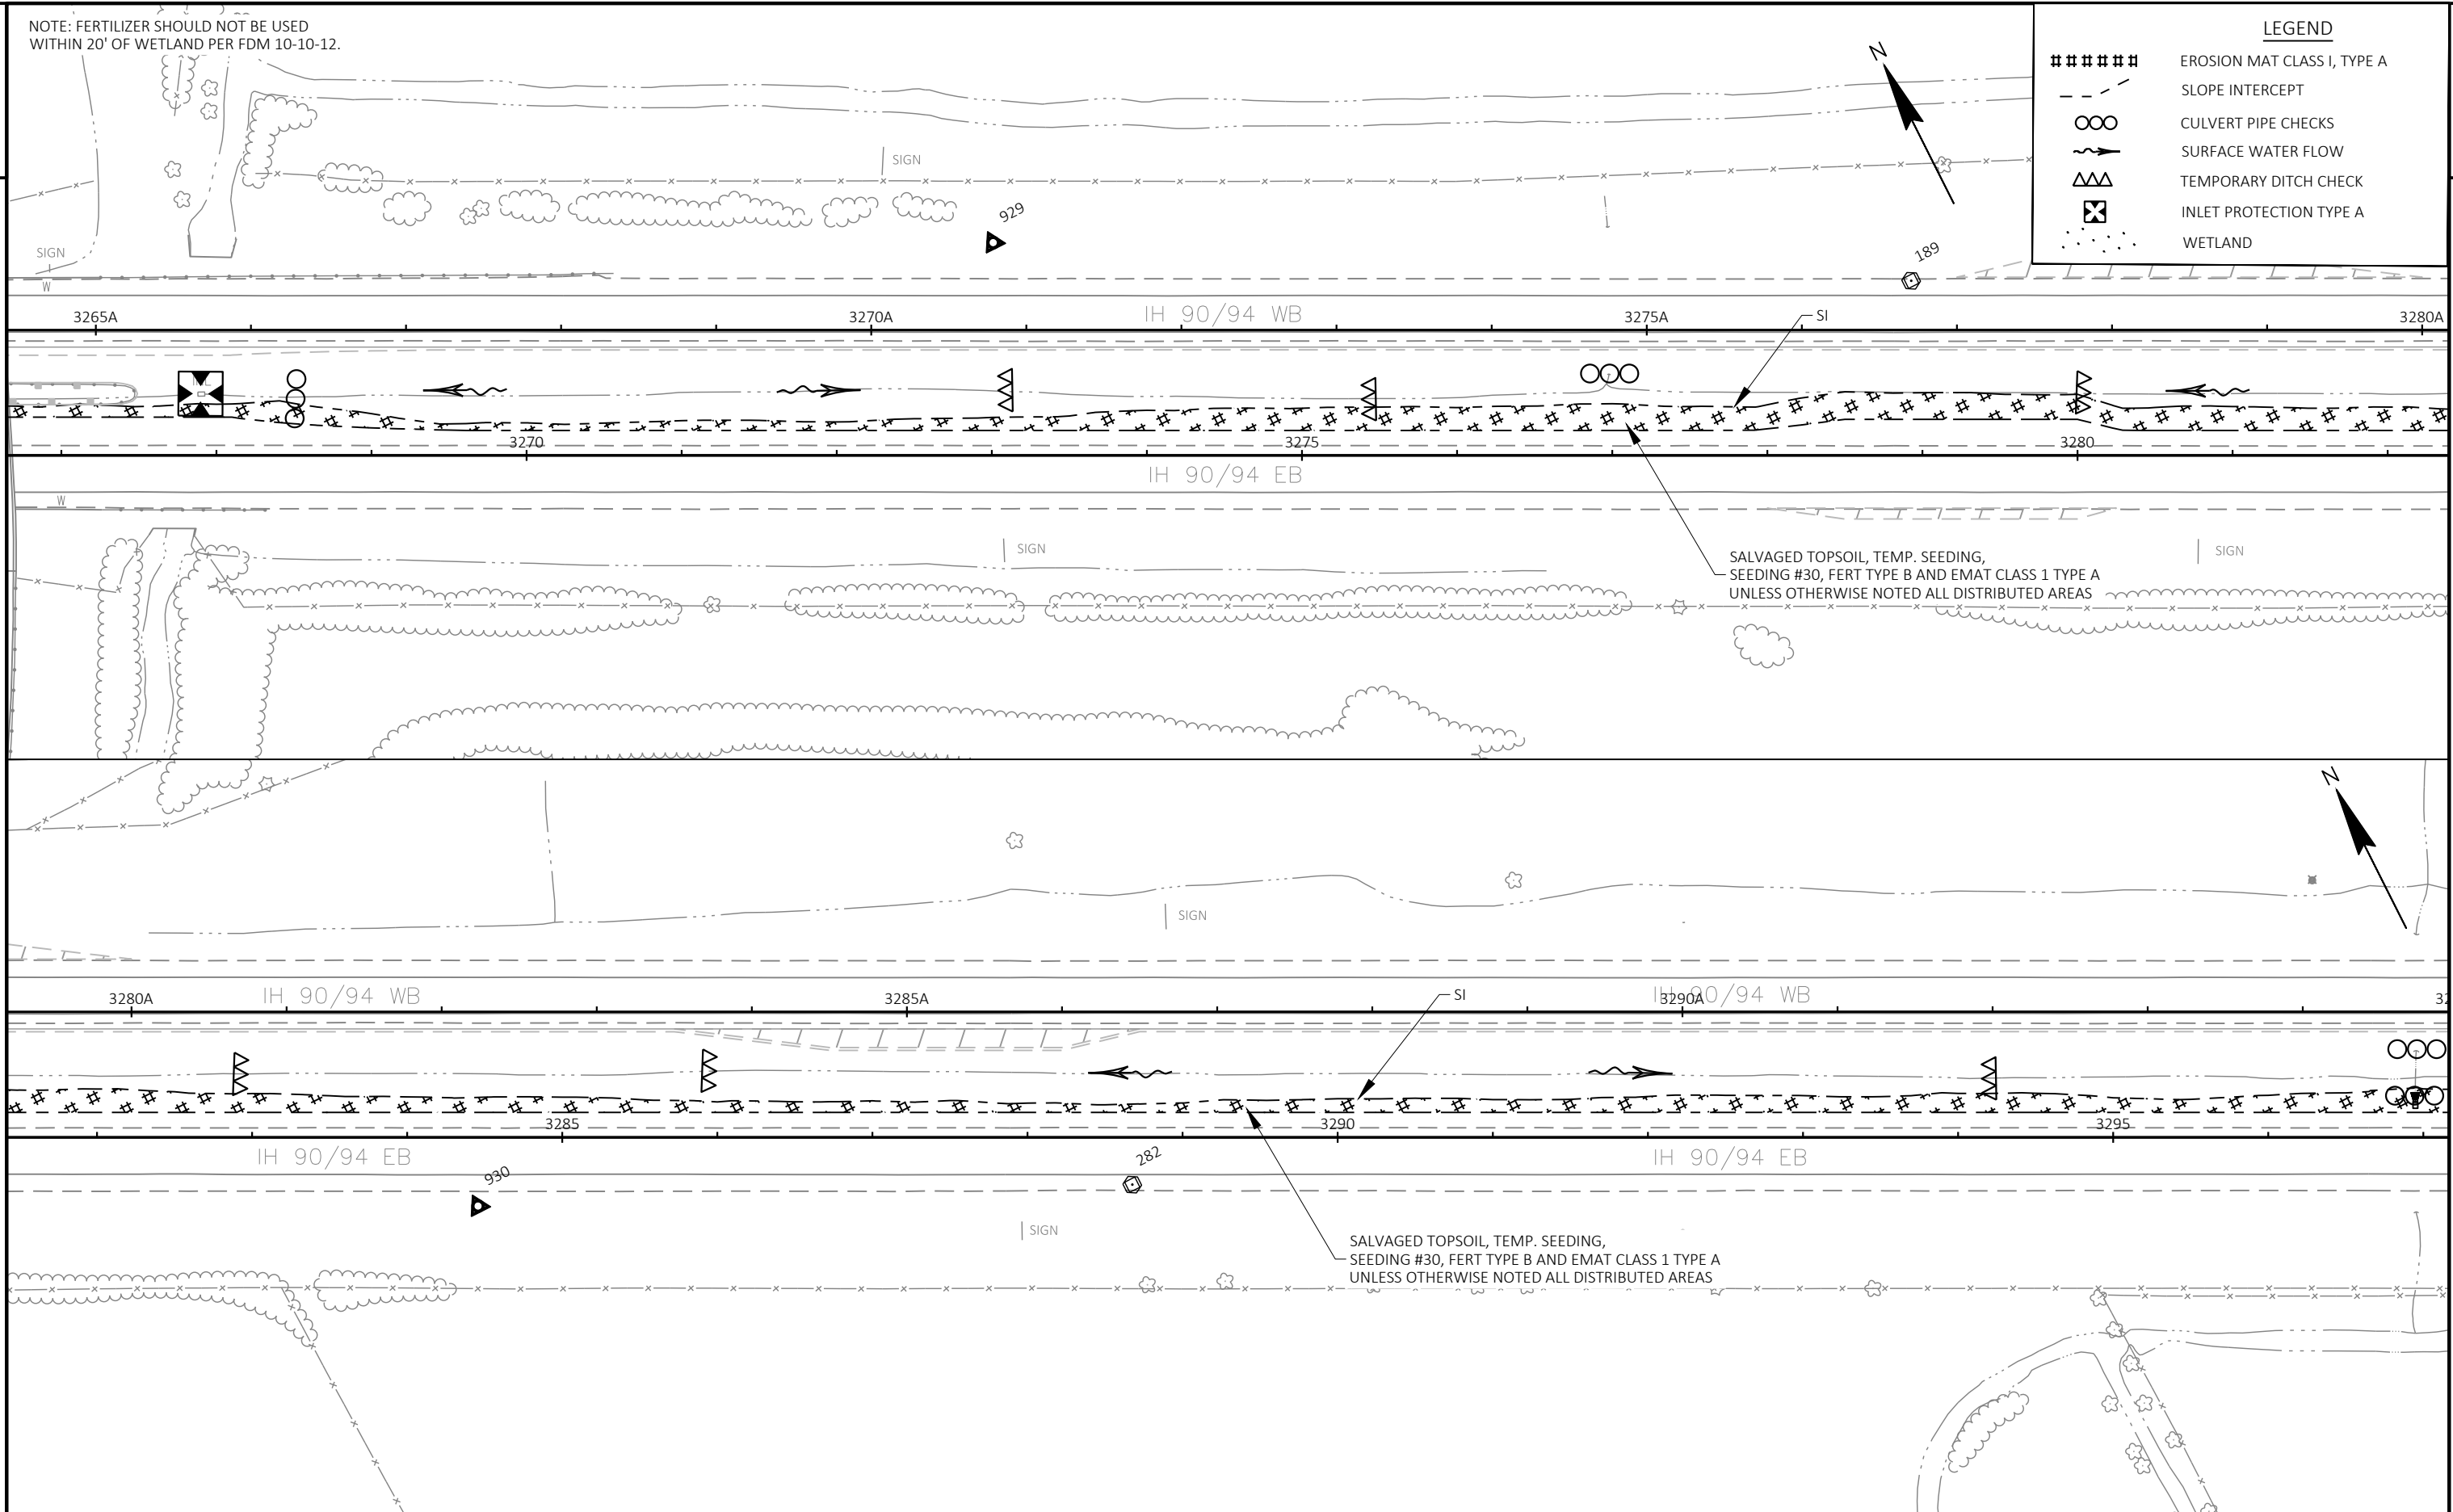 NOTE: FERTILIZER SHOULD NOT BE USED
WITHIN 20' OF WETLAND PER FDM 10-10-12.
LEGEND
EROSION MAT CLASS I, TYPE A
SLOPE INTERCEPT
CULVERT PIPE CHECKS
SURFACE WATER FLOW
TEMPORARY DITCH CHECK
INLET PROTECTION TYPE A
WETLAND
N
SIGN
929
189
SIGN
W
IH 90/94 WB
3265A
3270A
3275A
SI
3280A
3270
3275
3280
IH 90/94 EB
W
SIGN
SIGN
SALVAGED TOPSOIL, TEMP. SEEDING,
SEEDING #30, FERT TYPE B AND EMAT CLASS 1 TYPE A
UNLESS OTHERWISE NOTED ALL DISTRIBUTED AREAS
N
SIGN
3280A
IH 90/94 WB
3285A
SI
3290A
IH 90/94 WB
3285
3290
3295
IH 90/94 EB
IH 90/94 EB
930
282
SIGN
SALVAGED TOPSOIL, TEMP. SEEDING,
SEEDING #30, FERT TYPE B AND EMAT CLASS 1 TYPE A
UNLESS OTHERWISE NOTED ALL DISTRIBUTED AREAS